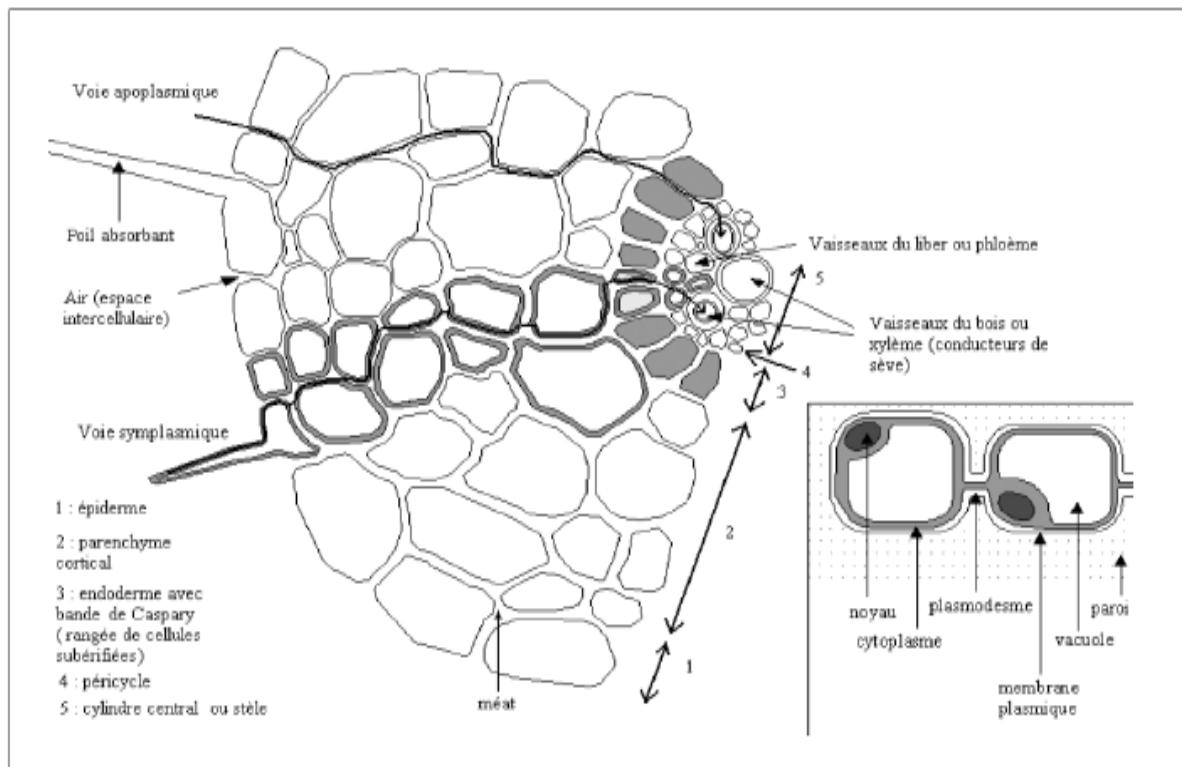 Voie apoplasmique
Poil absorbant
Air (espace
intercellulaire)
Voie symplasmique
1 : épiderme
2 : parenchyme
cortical
3 : endoderme avec
bande de Caspary
( rangée de cellules
subérifiées)
4 : péricycle
5 : cylindre central ou stèle
méat
Vaisseaux du liber ou phloème
5
Vaisseaux du bois ou
xylème (conducteurs de
sève)
4
3
2
1
noyau
cytoplasme
plasmodesme
membrane
plasmique
vacuole
paroi